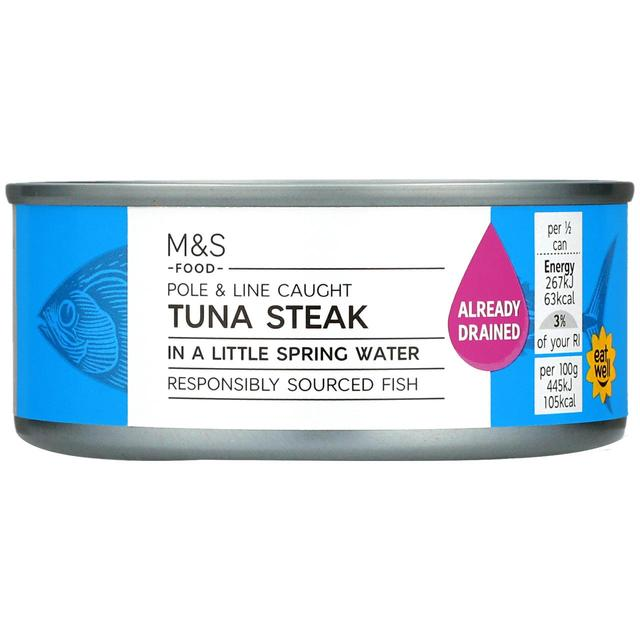 M&S
-FOOD-
POLE & LINE CAUGHT
TUNA STEAK
IN A LITTLE SPRING WATER
RESPONSIBLY SOURCED FISH
ALREADY
DRAINED
per ½
can
Energy
267kJ
63kcal
3%
of your RI
per 100g
445kJ
105kcal
eat
well